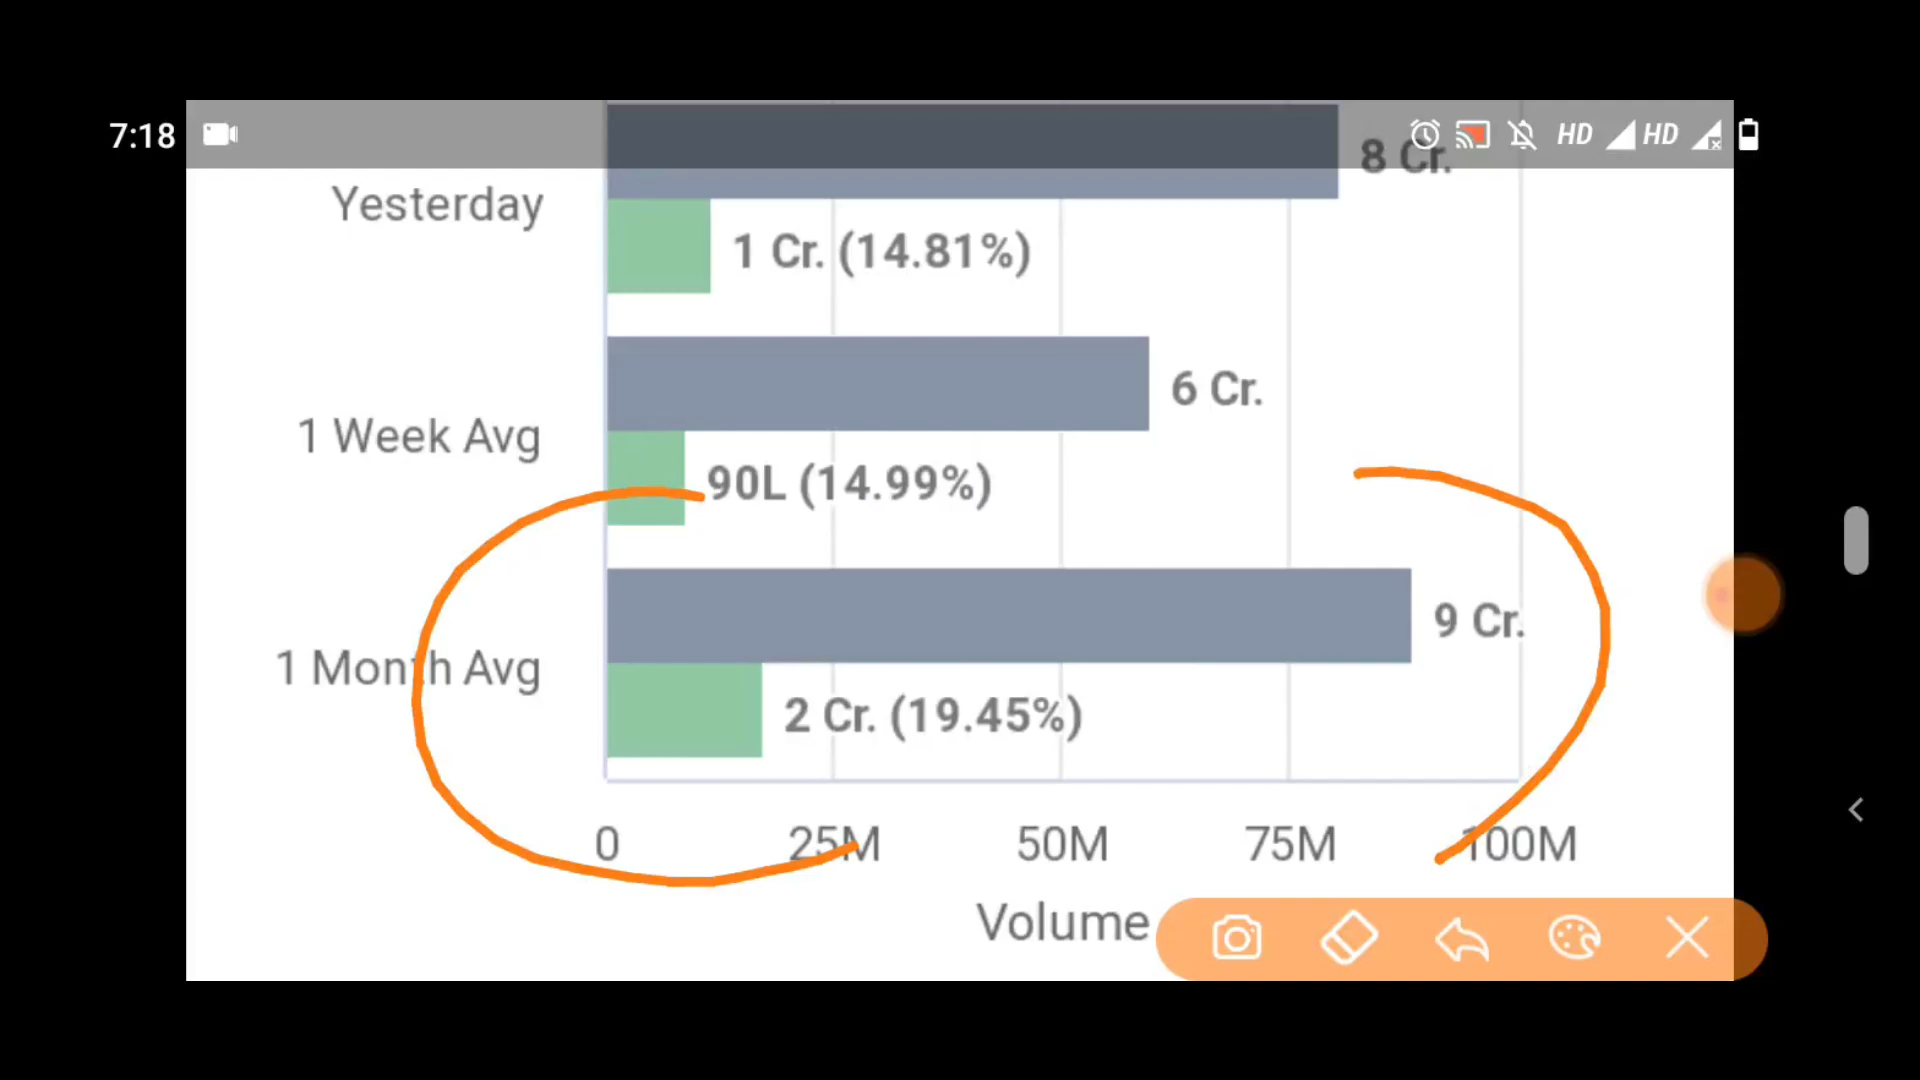 7:18 HD HD
8 Cr.
Yesterday
1 Cr. (14.81%)
6 Cr.
1 Week Avg
90L (14.99%)
9 Cr.
1 Month Avg
2 Cr. (19.45%)
0 25M 50M 75M 100M
Volume